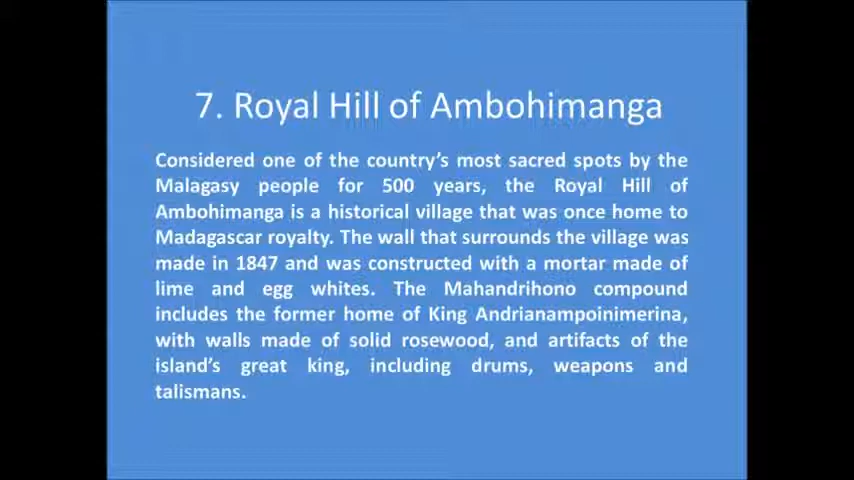 7. Royal Hill of Ambohimanga
Considered one of the country's most sacred spots by the
Malagasy people for 500 years, the Royal Hill of
Ambohimanga is a historical village that was once home to
Madagascar royalty. The wall that surrounds the village was
made in 1847 and was constructed with a mortar made of
lime and egg whites. The Mahandrihono compound
includes the former home of King Andrianampoinimerina,
with walls made of solid rosewood, and artifacts of the
island's great king, including drums, weapons and
talismans.